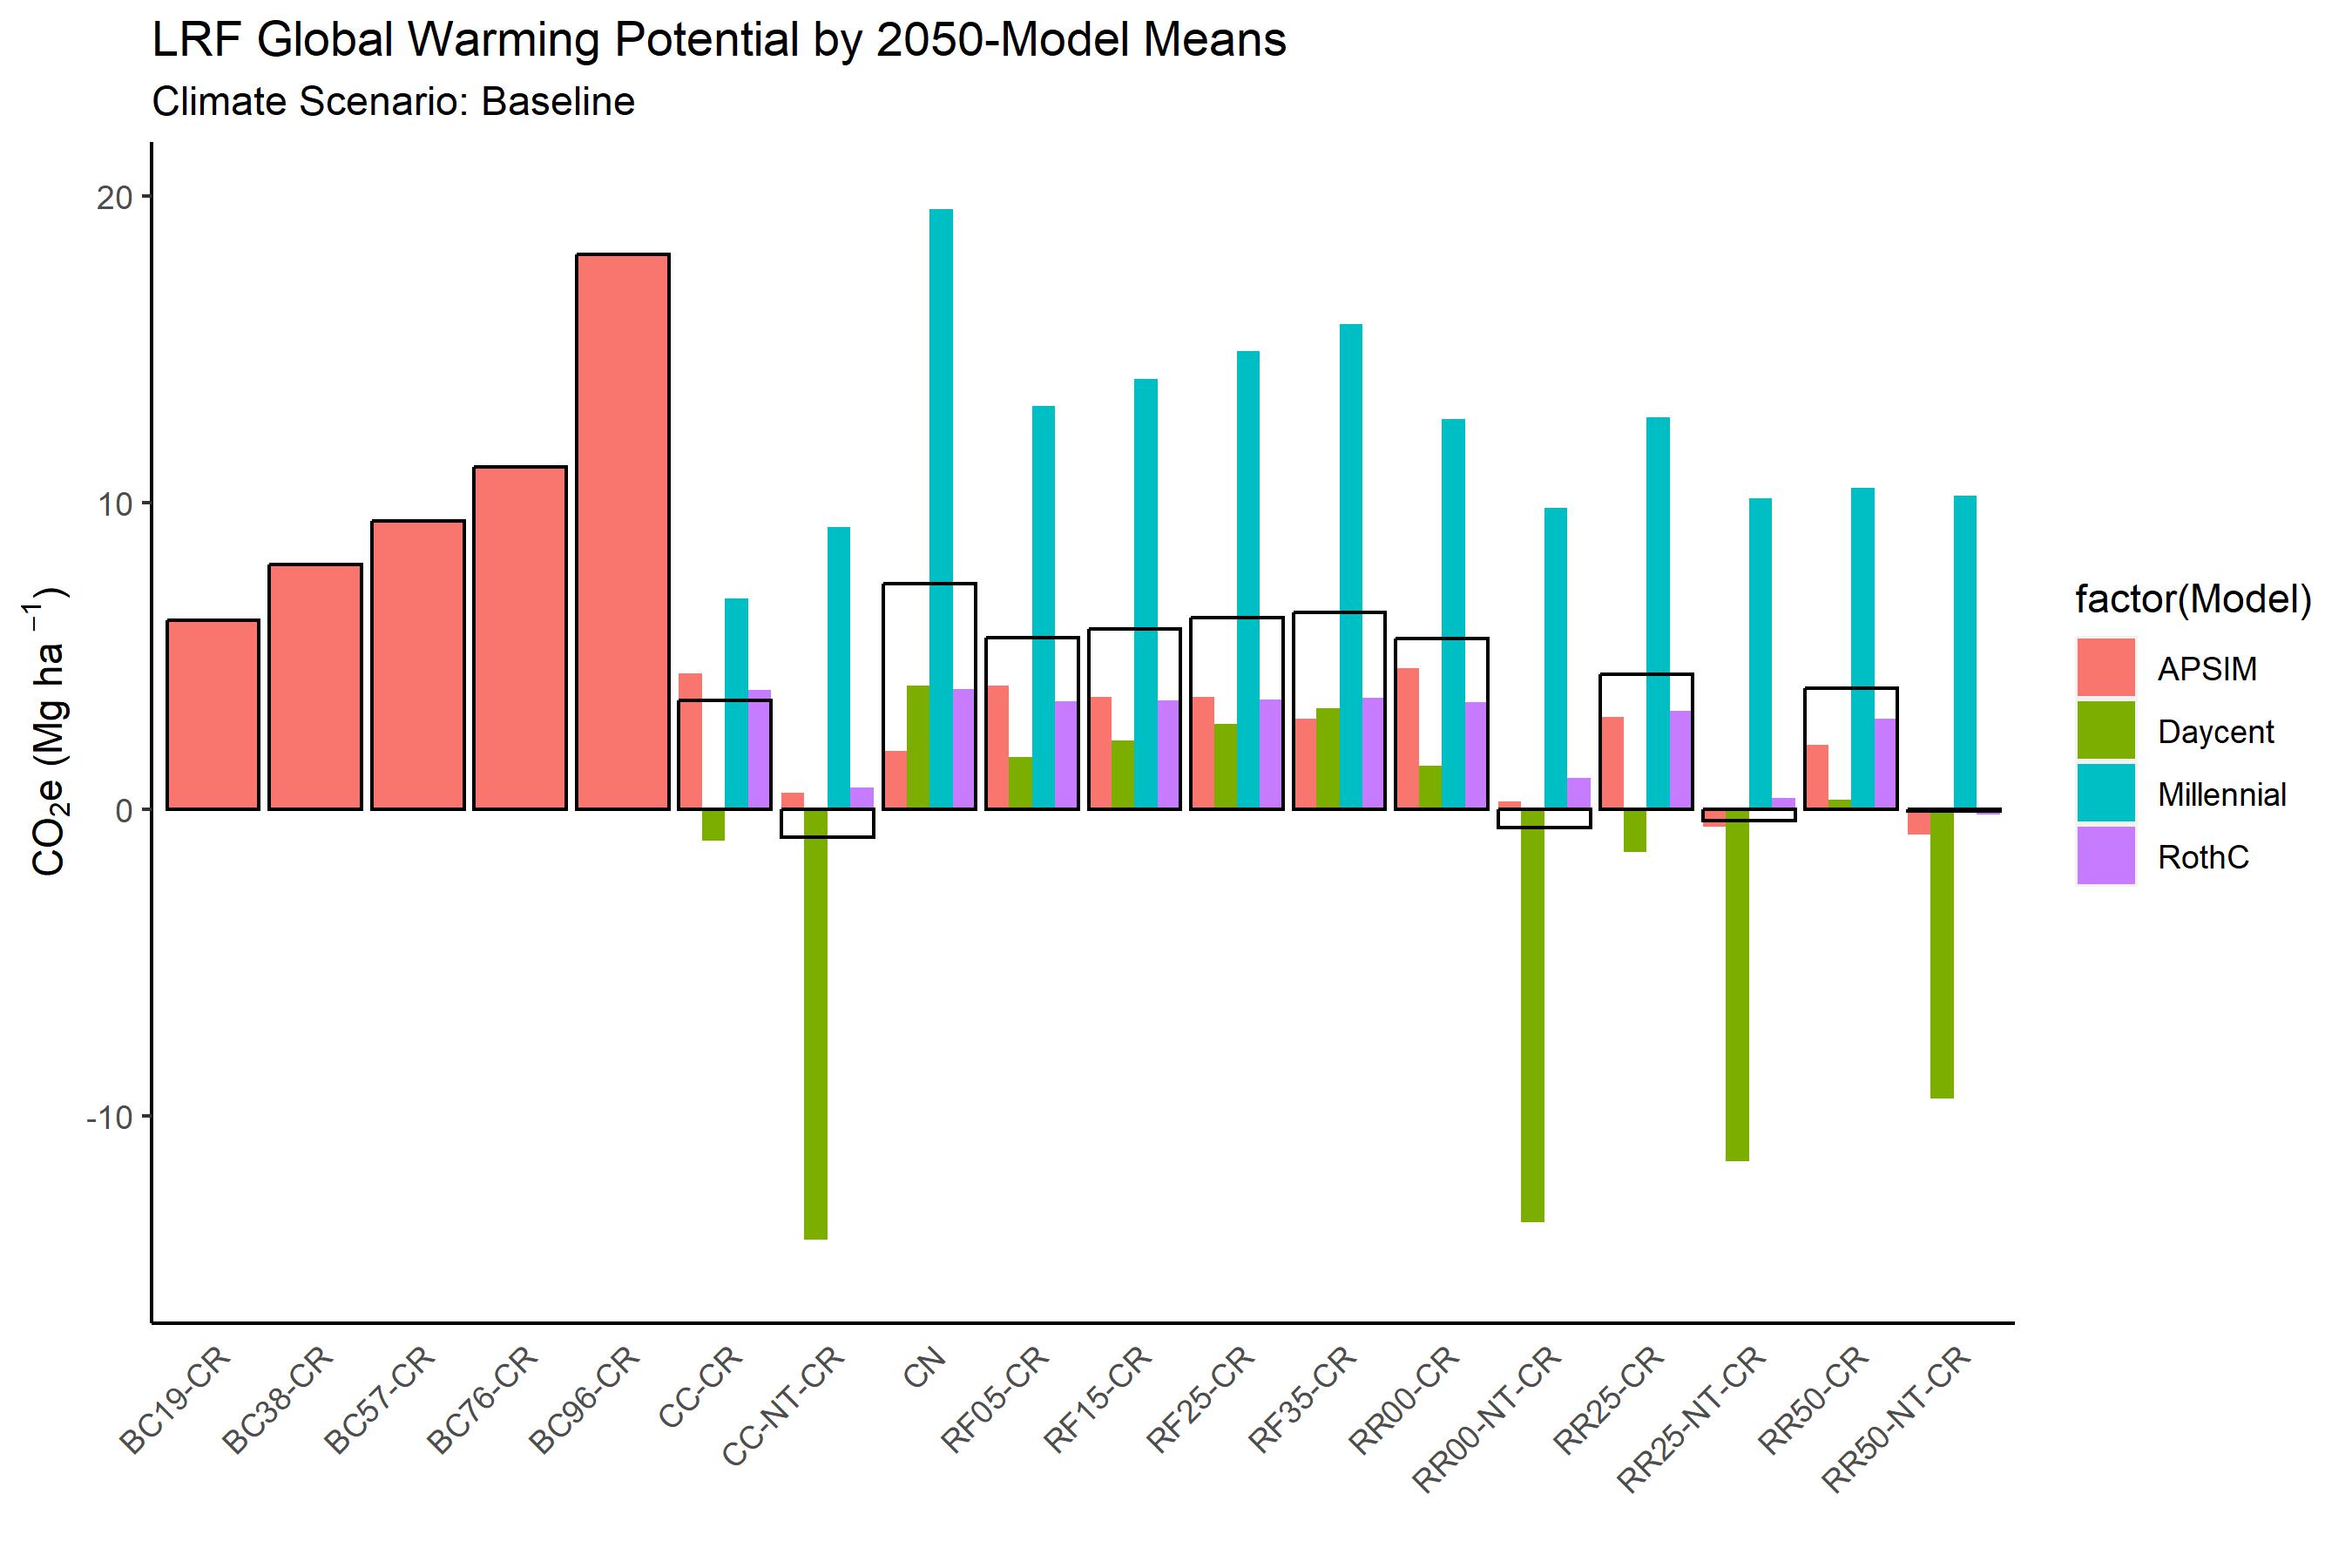 LRF Global Warming Potential by 2050-Model Means
Climate Scenario: Baseline
CO₂e (Mg ha ⁻¹)
20
10
0
-10
BC19-CR
BC38-CR
BC57-CR
BC76-CR
BC96-CR
CC-CR
CC-NT-CR
CN
RF05-CR
RF15-CR
RF25-CR
RF35-CR
RR00-CR
RR00-NT-CR
RR25-CR
RR25-NT-CR
RR50-CR
RR50-NT-CR
factor(Model)
APSIM
Daycent
Millennial
RothC